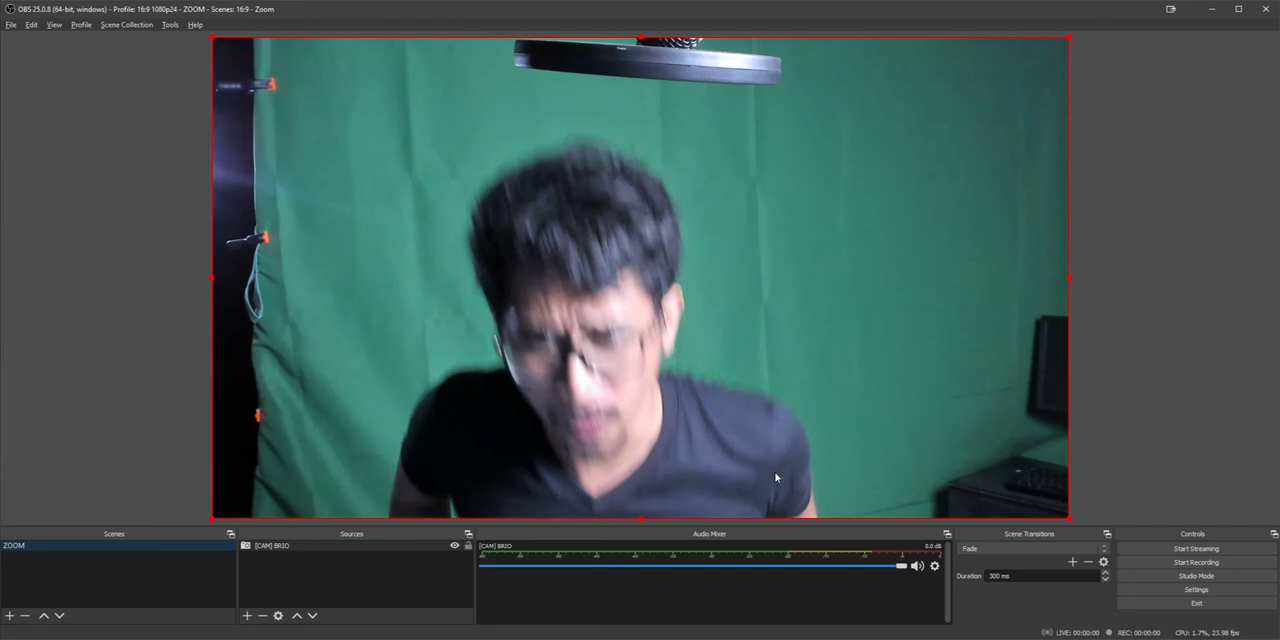 OBS 25.0.8 (64-bit, windows) - Profile: 16:9 1080p24 - ZOOM - Scenes: 16:9 - Zoom
File Edit View Profile Scene Collection Tools Help
Scenes Sources Audio Mixer Scene Transitions Controls
ZOOM
[CAM] BRIO
[CAM] BRIO 0.0 dB
Fade
Duration 300 ms
Start Streaming
Start Recording
Studio Mode
Settings
Exit
LIVE: 00:00:00 REC: 00:00:00 CPU: 1.7%, 23.98 fps